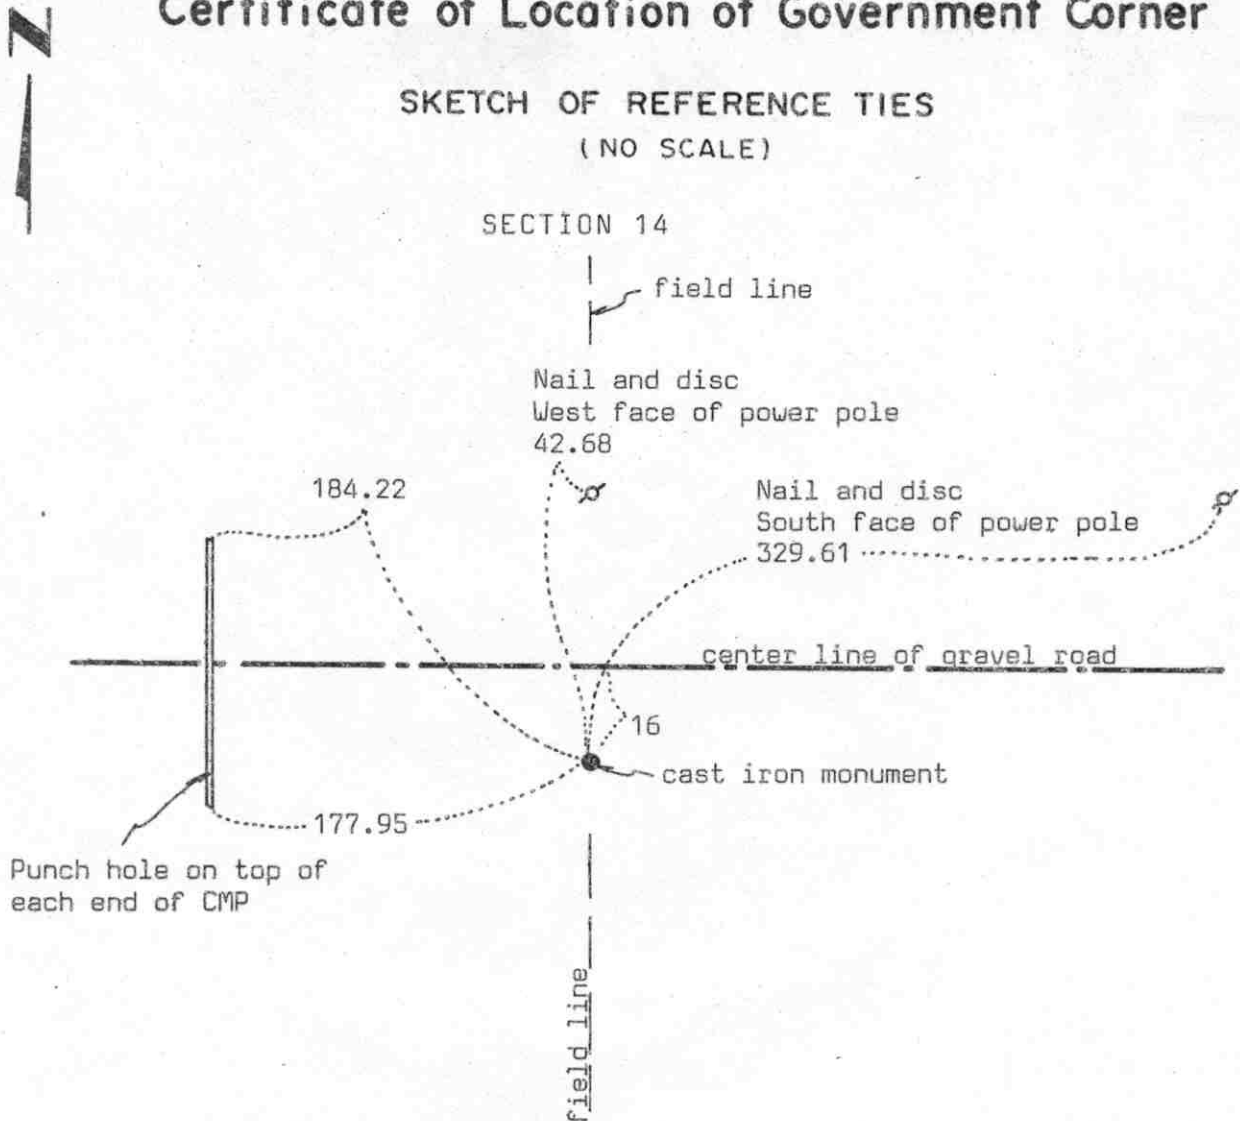 Certificate of Location of Government Corner
N
SKETCH OF REFERENCE TIES
(NO SCALE)
SECTION 14
field line
Nail and disc
West face of power pole
42.68
184.22
Nail and disc
South face of power pole
329.61
center line of gravel road
16
cast iron monument
177.95
Punch hole on top of
each end of CMP
field line